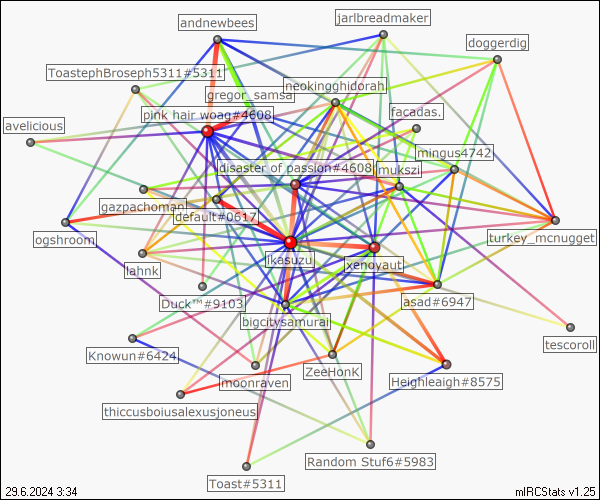 andnewbees
jarlbreadmaker
doggerdig
ToastephBroseph5311#5311
neokingghidorah
gregor_samsa
pink hair woag#4608
facadas.
avelicious
mingus4742
disaster of passion#4608
mukszi
gazpachoman
default#0617
ogshroom
turkey_mcnugget
ikasuzu
xenoyaut
lahnk
Duck™#9103
asad#6947
bigcitysamurai
Knowun#6424
tescoroll
ZeeHonK
moonraven
Heighleaigh#8575
thiccusboiusalexusjoneus
Random Stuf6#5983
Toast#5311
29.6.2024 3:34
mIRCStats v1.25